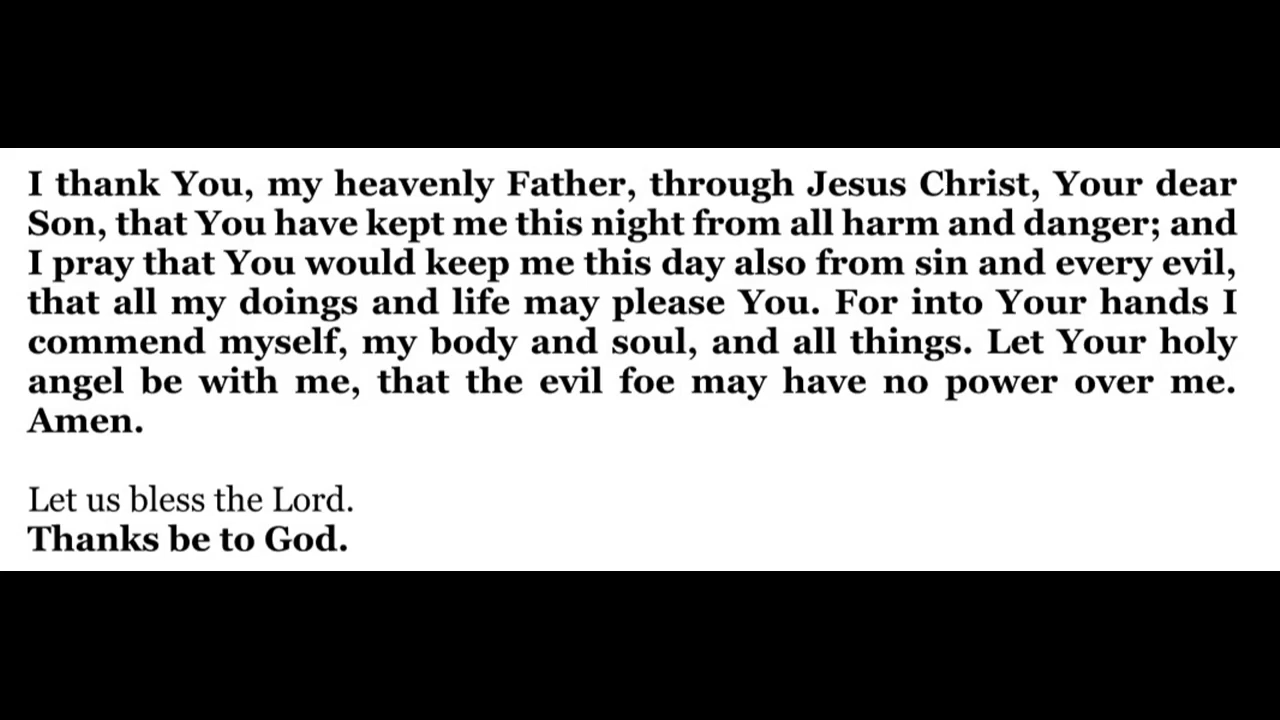 I thank You, my heavenly Father, through Jesus Christ, Your dear
Son, that You have kept me this night from all harm and danger; and
I pray that You would keep me this day also from sin and every evil,
that all my doings and life may please You. For into Your hands I
commend myself, my body and soul, and all things. Let Your holy
angel be with me, that the evil foe may have no power over me.
Amen.
Let us bless the Lord.
Thanks be to God.